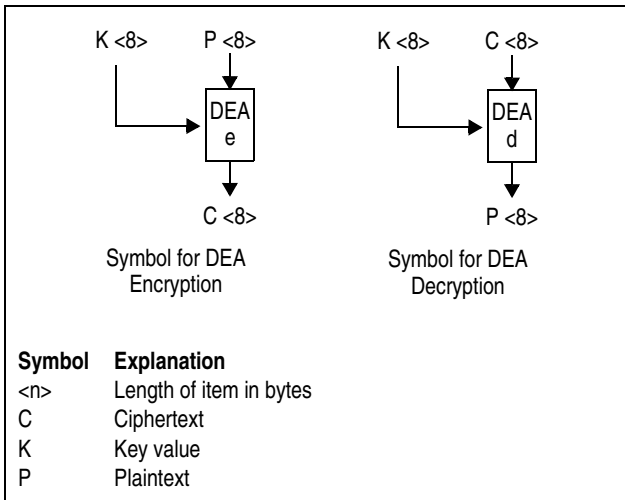 K <8> P <8> K <8> C <8>
DEA
e
DEA
d
C <8> P <8>
Symbol for DEA
Encryption
Symbol for DEA
Decryption
Symbol Explanation
<n> Length of item in bytes
C Ciphertext
K Key value
P Plaintext